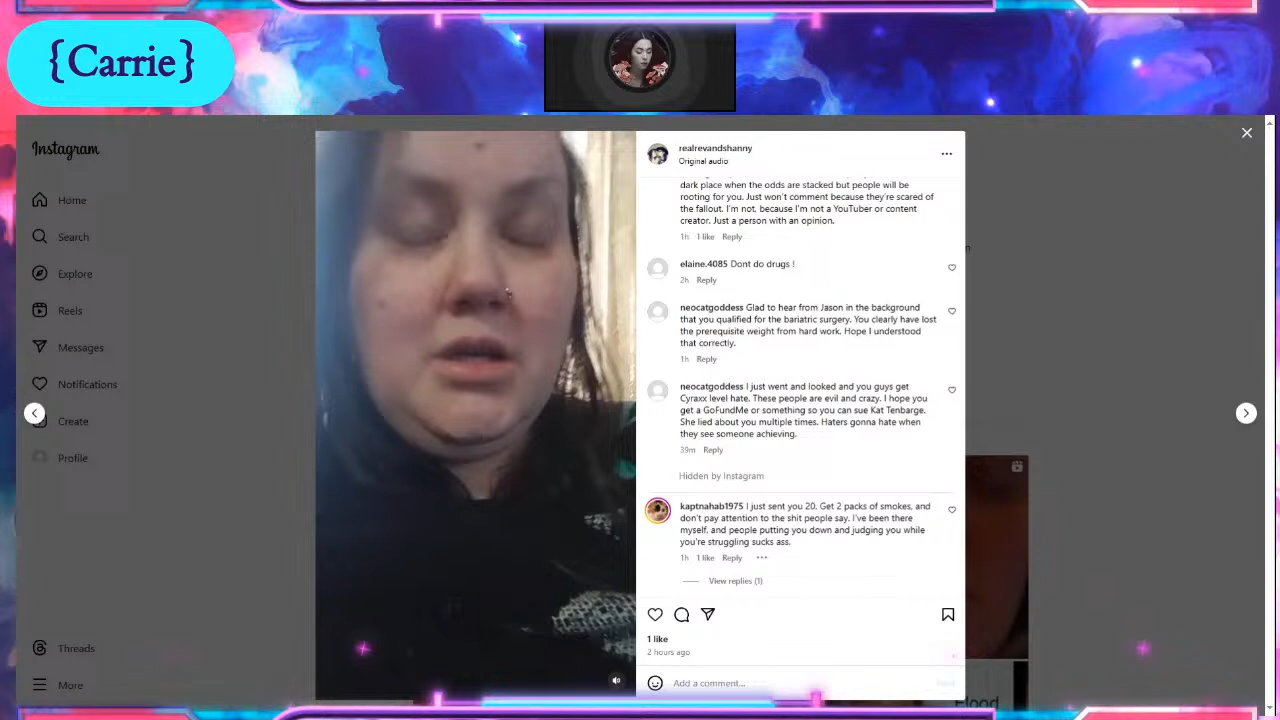 {Carrie}
Instagram
Home
Search
Explore
Reels
Messages
Notifications
Create
Profile
Threads
More
realrevandshanny
Original audio
dark place when the odds are stacked but people will be
rooting for you. Just won't comment because they're scared of
the fallout. I'm not, because I'm not a YouTuber or content
creator. Just a person with an opinion.
1h 1 like Reply
elaine.4085 Dont do drugs !
2h Reply
neocatgoddess Glad to hear from Jason in the background
that you qualified for the bariatric surgery. You clearly have lost
the prerequisite weight from hard work. Hope I understood
that correctly.
1h Reply
neocatgoddess I just went and looked and you guys get
Cyraxx level hate. These people are evil and crazy. I hope you
get a GoFundMe or something so you can sue Kat Tenbarge.
She lied about you multiple times. Haters gonna hate when
they see someone achieving.
39m Reply
Hidden by Instagram
kaptnahab1975 I just sent you 20. Get 2 packs of smokes, and
don't pay attention to the shit people say. I've been there
myself, and people putting you down and judging you while
you're struggling sucks ass.
1h 1 like Reply
View replies (1)
1 like
2 hours ago
Add a comment...